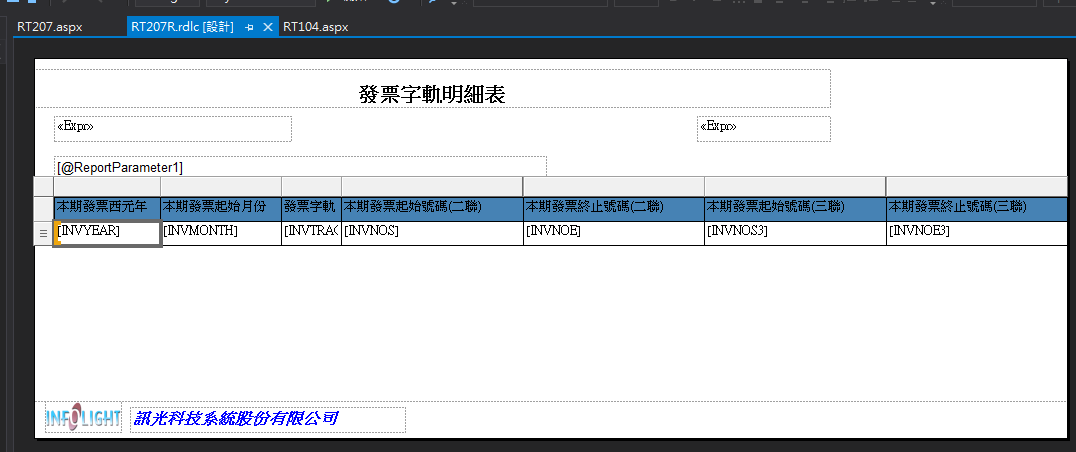 RT207.aspx RT207R.rdlc [設計] RT104.aspx
發票字軌明細表
«Expr» «Expr»
[@ReportParameter1]
本期發票西元年 本期發票起始月份 發票字軌 本期發票起始號碼(二聯) 本期發票終止號碼(二聯) 本期發票起始號碼(三聯) 本期發票終止號碼(三聯)
[INVYEAR] [INVMONTH] [INVTRAC [INVNOS] [INVNOE] [INVNOS3] [INVNOE3]
INFOLIGHT 訊光科技系統股份有限公司